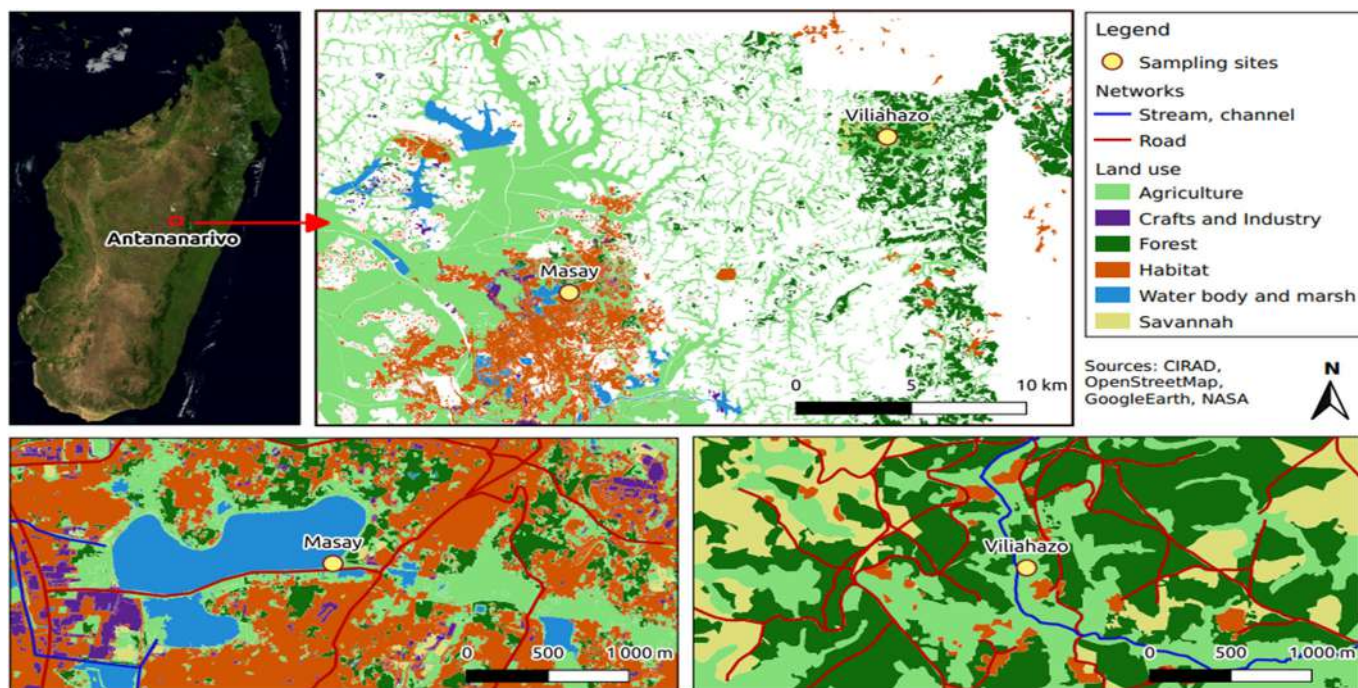 Antananarivo
Viliahazo
Masay
0 5 10 km
Legend
Sampling sites
Networks
Stream, channel
Road
Land use
Agriculture
Crafts and Industry
Forest
Habitat
Water body and marsh
Savannah
Sources: CIRAD,
OpenStreetMap,
GoogleEarth, NASA
N
Masay
0 500 1 000 m
Viliahazo
0 500 1 000 m